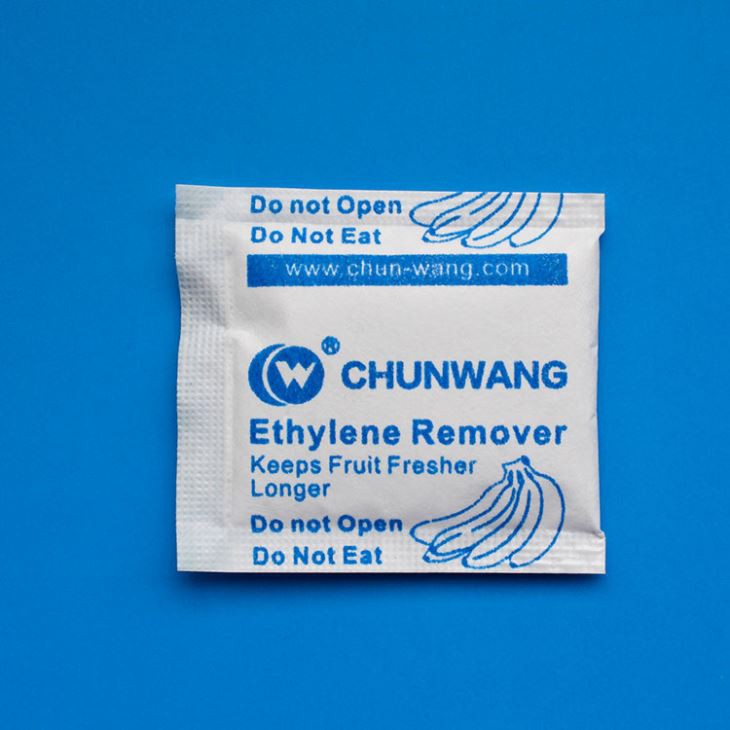 Do not Open
Do Not Eat
www.chun-wang.com
CW ® CHUNWANG
Ethylene Remover
Keeps Fruit Fresher
Longer
Do not Open
Do Not Eat